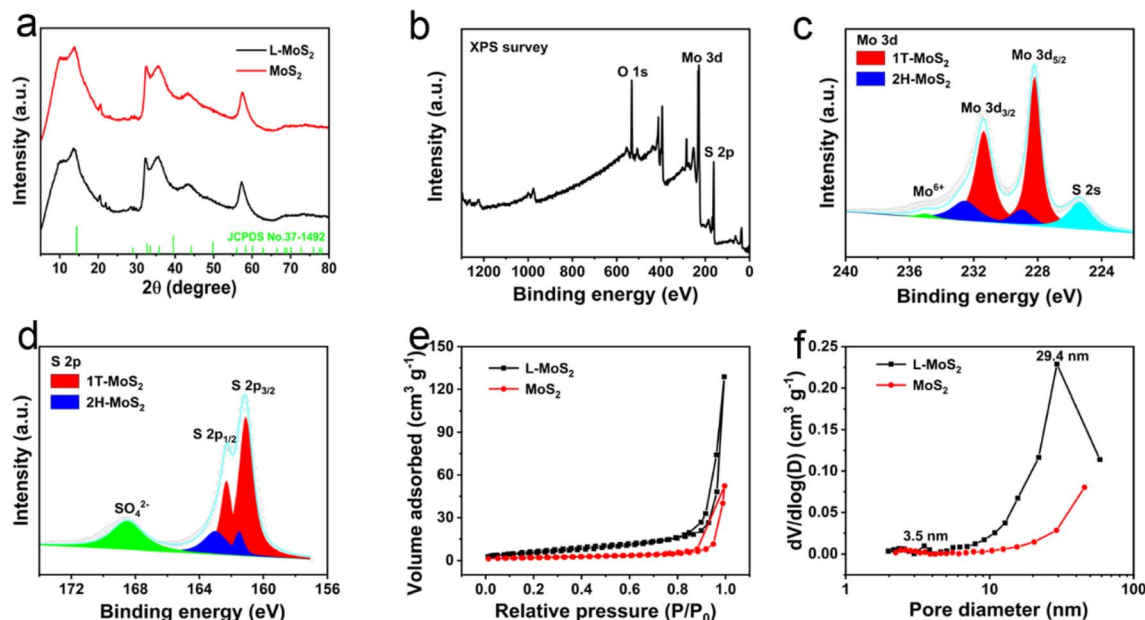 a
L-MoS₂
MoS₂
JCPDS No.37-1492
Intensity (a.u.)
10 20 30 40 50 60 70 80
2θ (degree)
b
XPS survey
O 1s
Mo 3d
S 2p
Intensity (a.u.)
1200 1000 800 600 400 200 0
Binding energy (eV)
c
Mo 3d
1T-MoS₂
2H-MoS₂
Mo 3d₅/₂
Mo 3d₃/₂
Mo⁶⁺
S 2s
Intensity (a.u.)
240 236 232 228 224
Binding energy (eV)
d
S 2p
1T-MoS₂
2H-MoS₂
S 2p₃/₂
S 2p₁/₂
SO₄²⁻
Intensity (a.u.)
172 168 164 160 156
Binding energy (eV)
e
L-MoS₂
MoS₂
Volume adsorbed (cm³ g⁻¹)
150
120
90
60
30
0
0.0 0.2 0.4 0.6 0.8 1.0
Relative pressure (P/P₀)
f
29.4 nm
L-MoS₂
MoS₂
3.5 nm
dV/dlog(D) (cm³ g⁻¹)
0.25
0.20
0.15
0.10
0.05
0.00
1 10 100
Pore diameter (nm)